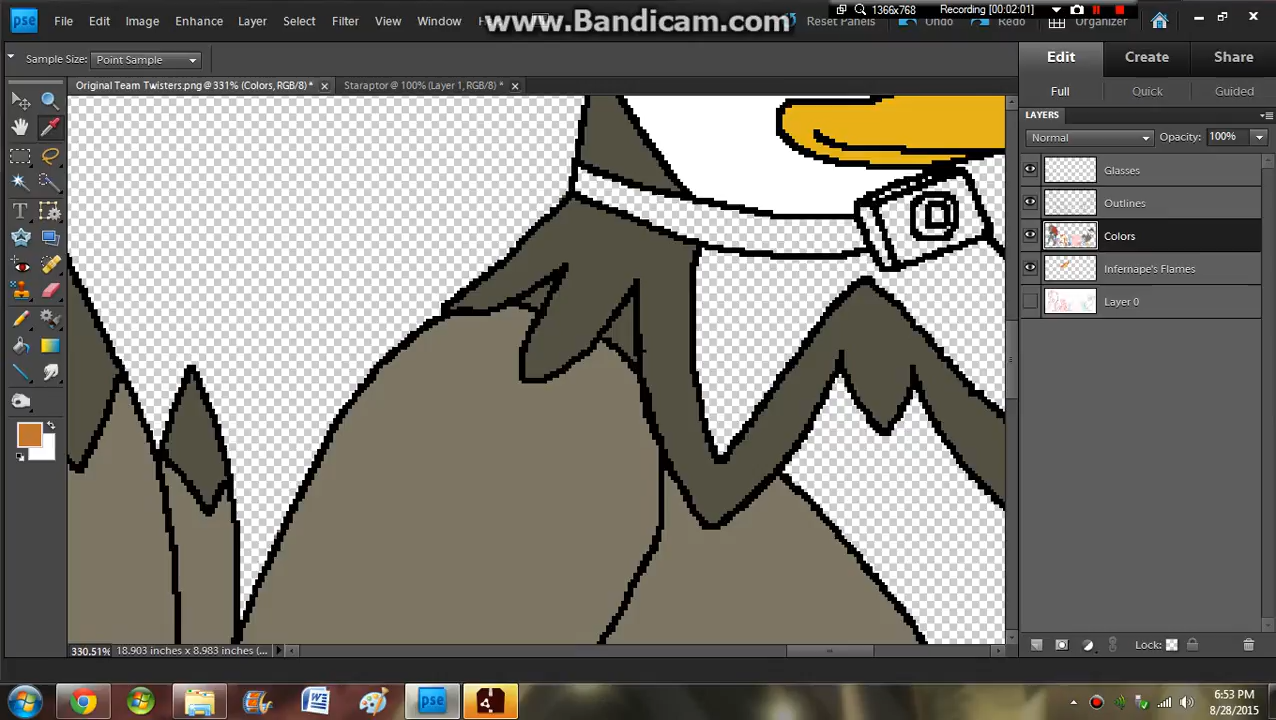 pse File Edit Image Enhance Layer Select Filter View Window H
www.Bandicam.com
1366x768 Recording [00:02:01]
Reset Panels Undo Redo Organizer
Sample Size: Point Sample
Edit Create Share
Original Team Twisters.png @ 331% (Colors, RGB/8) *
Staraptor @ 100% (Layer 1, RGB/8) *
Full Quick Guided
LAYERS
Normal Opacity: 100%
Glasses
Outlines
Colors
Infernape's Flames
Layer 0
T
330.51% 18.903 inches x 8.983 inches (...
Lock:
W
pse
6:53 PM
8/28/2015